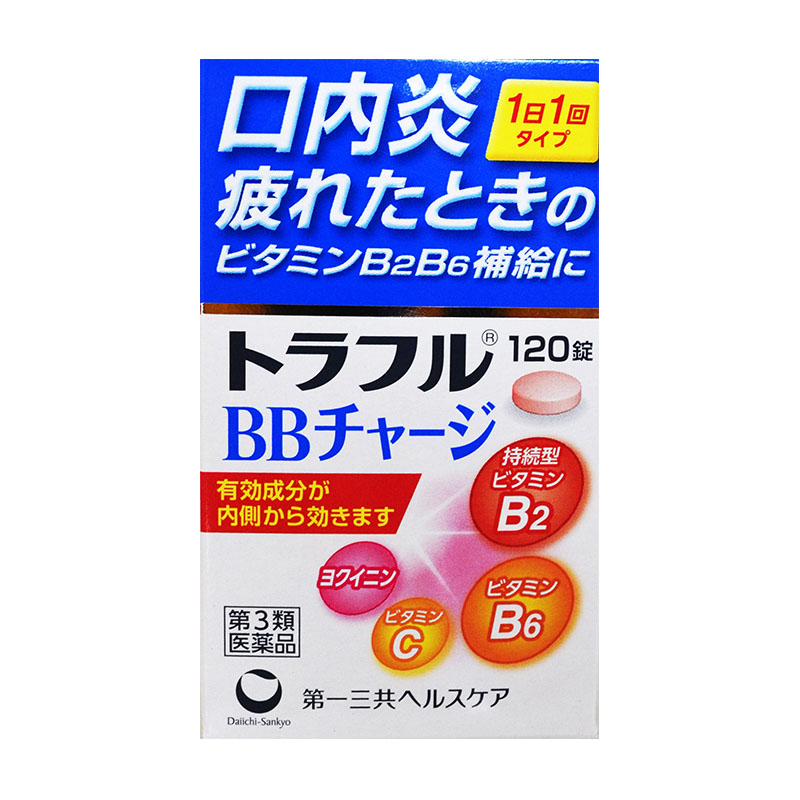 口内炎
1日1回
タイプ
疲れたときの
ビタミンB2B6補給に
トラフル® 120錠
BBチャージ
有効成分が
内側から効きます
持続型
ビタミン
B2
ヨクイニン
ビタミン
C
ビタミン
B6
第3類
医薬品
Daiichi-Sankyo
第一三共ヘルスケア